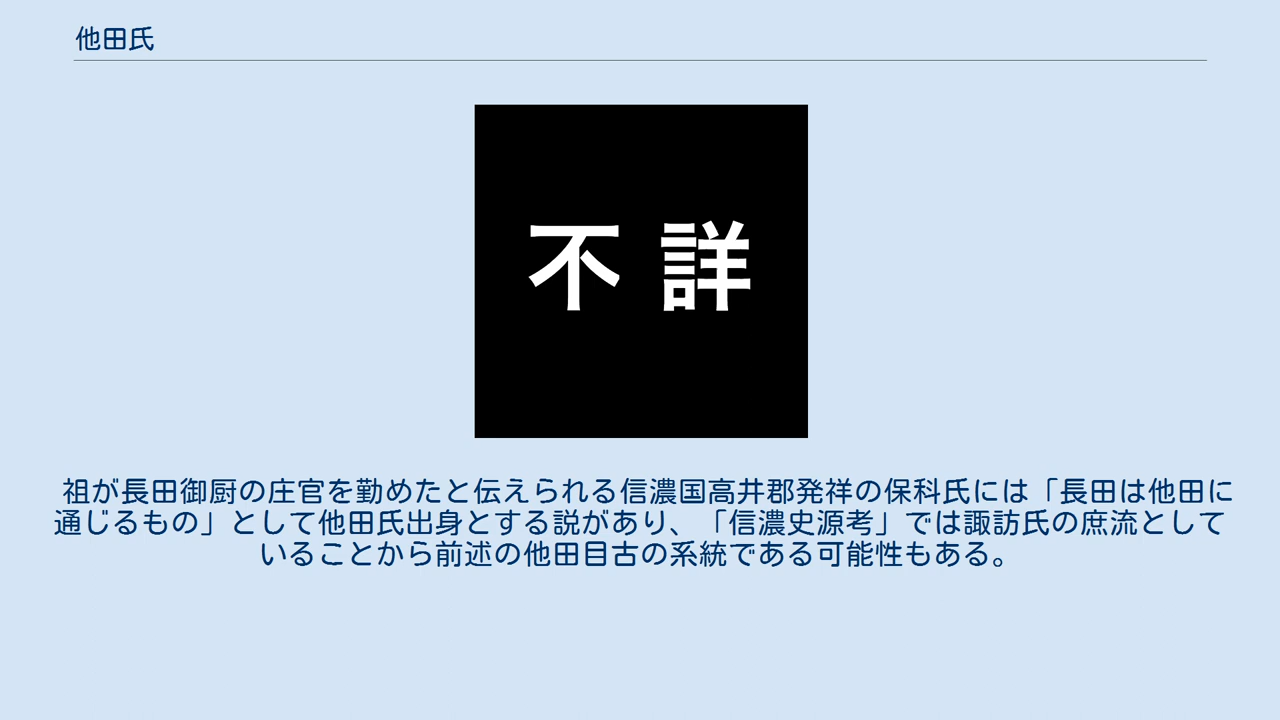 他田氏
不詳
祖が長田御厨の庄官を勤めたと伝えられる信濃国高井郡発祥の保科氏には「長田は他田に
通じるもの」として他田氏出身とする説があり、「信濃史源考」では諏訪氏の庶流として
いることから前述の他田目古の系統である可能性もある。